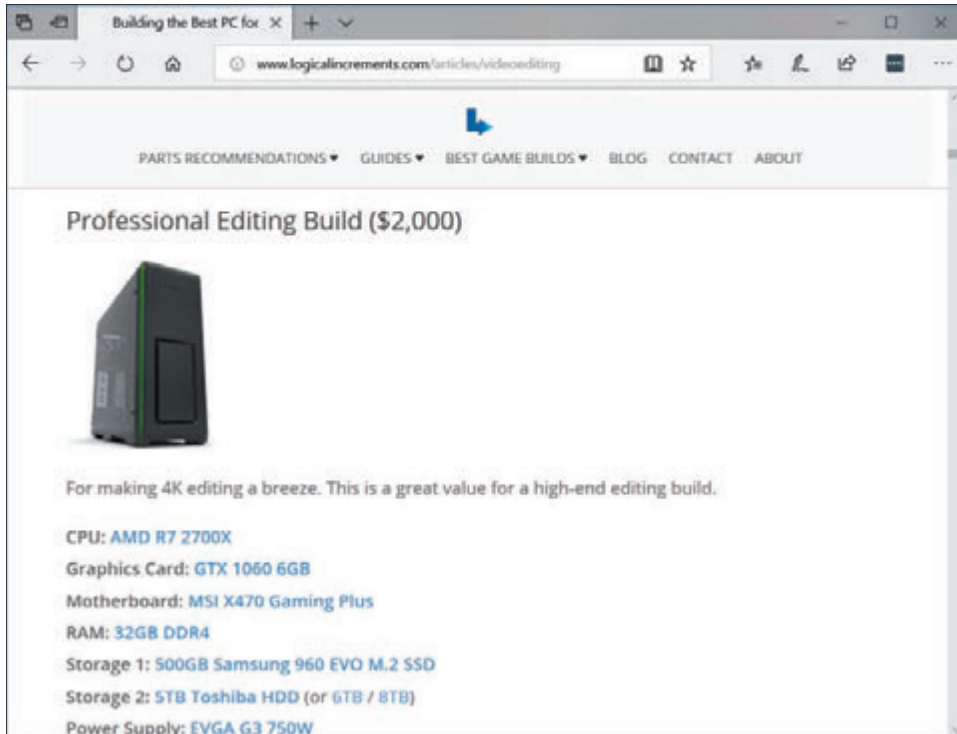 Building the Best PC for
www.logicalincrements.com/articles/videoediting
PARTS RECOMMENDATIONS ▾ GUIDES ▾ BEST GAME BUILDS ▾ BLOG CONTACT ABOUT
Professional Editing Build ($2,000)
For making 4K editing a breeze. This is a great value for a high-end editing build.
CPU: AMD R7 2700X
Graphics Card: GTX 1060 6GB
Motherboard: MSI X470 Gaming Plus
RAM: 32GB DDR4
Storage 1: 500GB Samsung 960 EVO M.2 SSD
Storage 2: 5TB Toshiba HDD (or 6TB / 8TB)
Power Supply: EVGA G3 750W